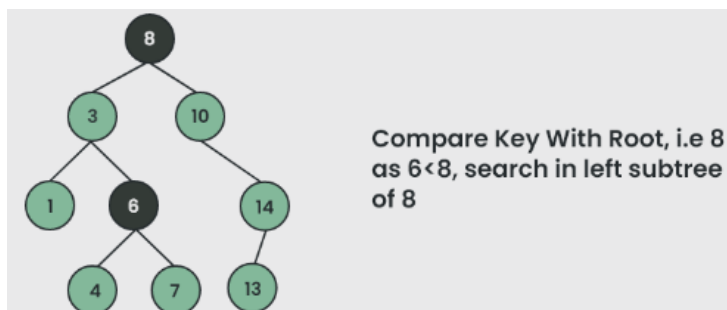 8
3 10
1 6 14
4 7 13
Compare Key With Root, i.e 8
as 6<8, search in left subtree
of 8